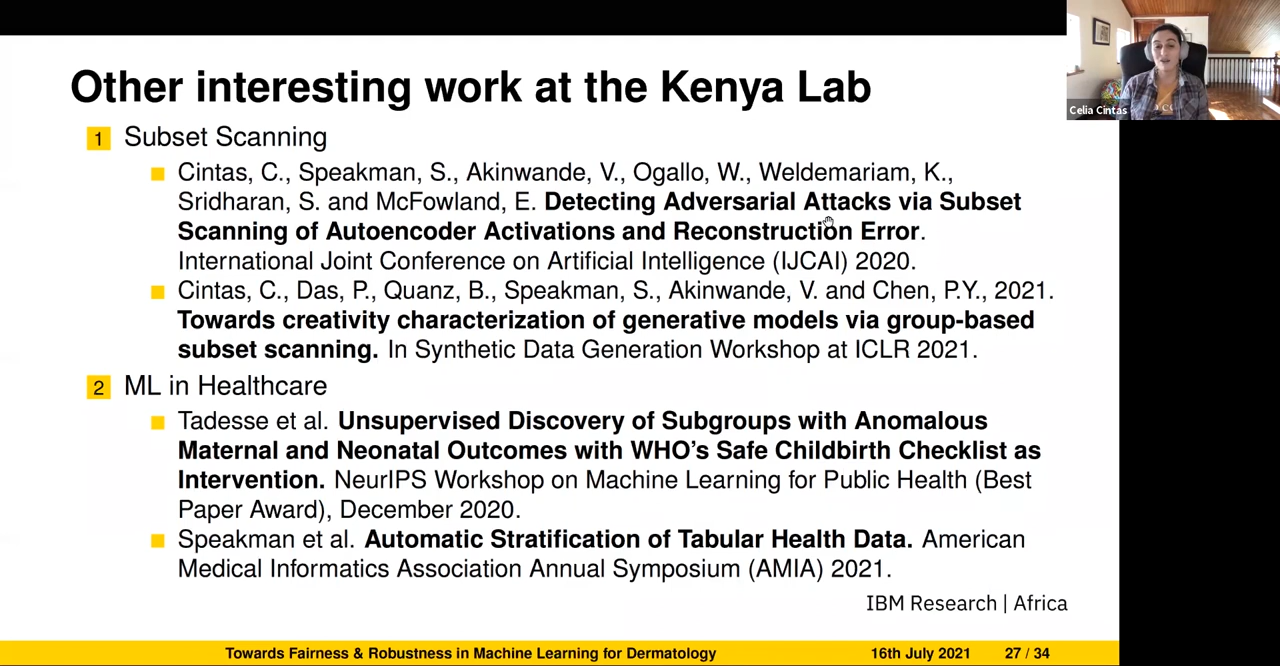 Other interesting work at the Kenya Lab
Celia Cintas
1 Subset Scanning
Cintas, C., Speakman, S., Akinwande, V., Ogallo, W., Weldemariam, K.,
Sridharan, S. and McFowland, E. Detecting Adversarial Attacks via Subset
Scanning of Autoencoder Activations and Reconstruction Error.
International Joint Conference on Artificial Intelligence (IJCAI) 2020.
Cintas, C., Das, P., Quanz, B., Speakman, S., Akinwande, V. and Chen, P.Y., 2021.
Towards creativity characterization of generative models via group-based
subset scanning. In Synthetic Data Generation Workshop at ICLR 2021.
2 ML in Healthcare
Tadesse et al. Unsupervised Discovery of Subgroups with Anomalous
Maternal and Neonatal Outcomes with WHO's Safe Childbirth Checklist as
Intervention. NeurIPS Workshop on Machine Learning for Public Health (Best
Paper Award), December 2020.
Speakman et al. Automatic Stratification of Tabular Health Data. American
Medical Informatics Association Annual Symposium (AMIA) 2021.
IBM Research | Africa
Towards Fairness & Robustness in Machine Learning for Dermatology 16th July 2021 27 / 34